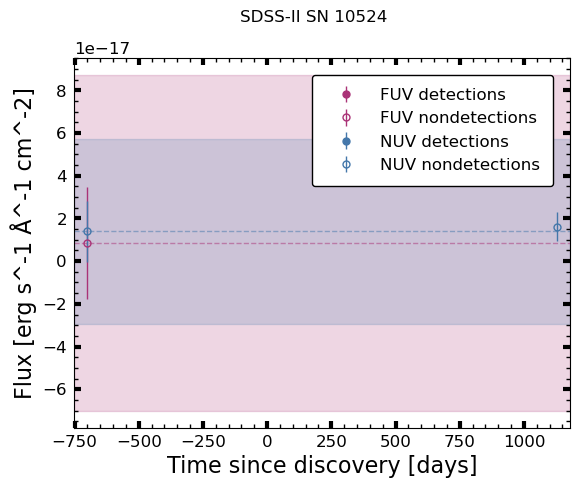 SDSS-II SN 10524
1e−17
FUV detections
FUV nondetections
NUV detections
NUV nondetections
8
6
4
2
0
−2
−4
−6
Flux [erg s^-1 Å^-1 cm^-2]
−750 −500 −250 0 250 500 750 1000
Time since discovery [days]